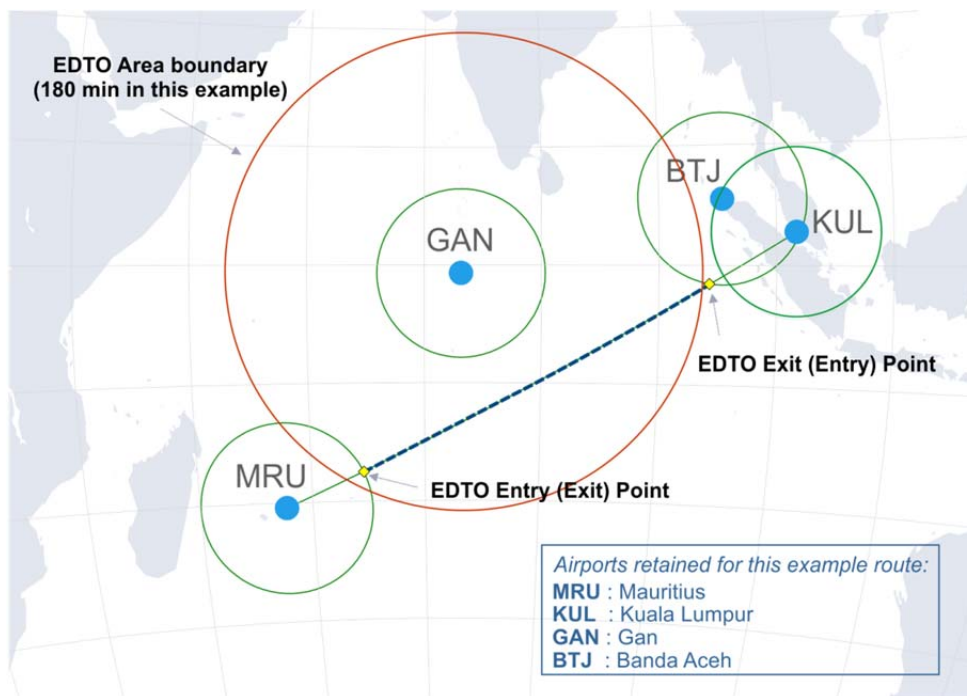 EDTO Area boundary
(180 min in this example)
BTJ
KUL
GAN
EDTO Exit (Entry) Point
MRU
EDTO Entry (Exit) Point
Airports retained for this example route:
MRU : Mauritius
KUL : Kuala Lumpur
GAN : Gan
BTJ : Banda Aceh